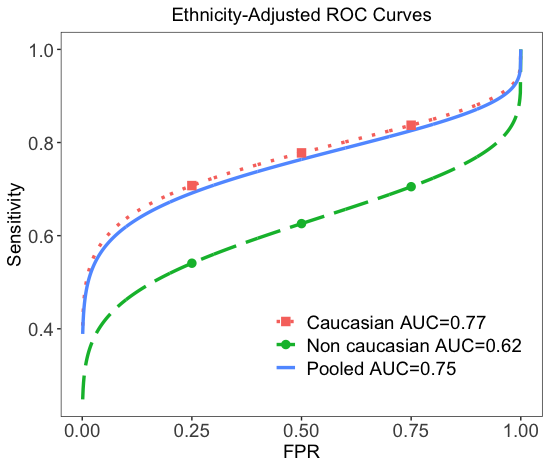 Ethnicity-Adjusted ROC Curves
Sensitivity
1.0
0.8
0.6
0.4
Caucasian AUC=0.77
Non caucasian AUC=0.62
Pooled AUC=0.75
0.00 0.25 0.50 0.75 1.00
FPR